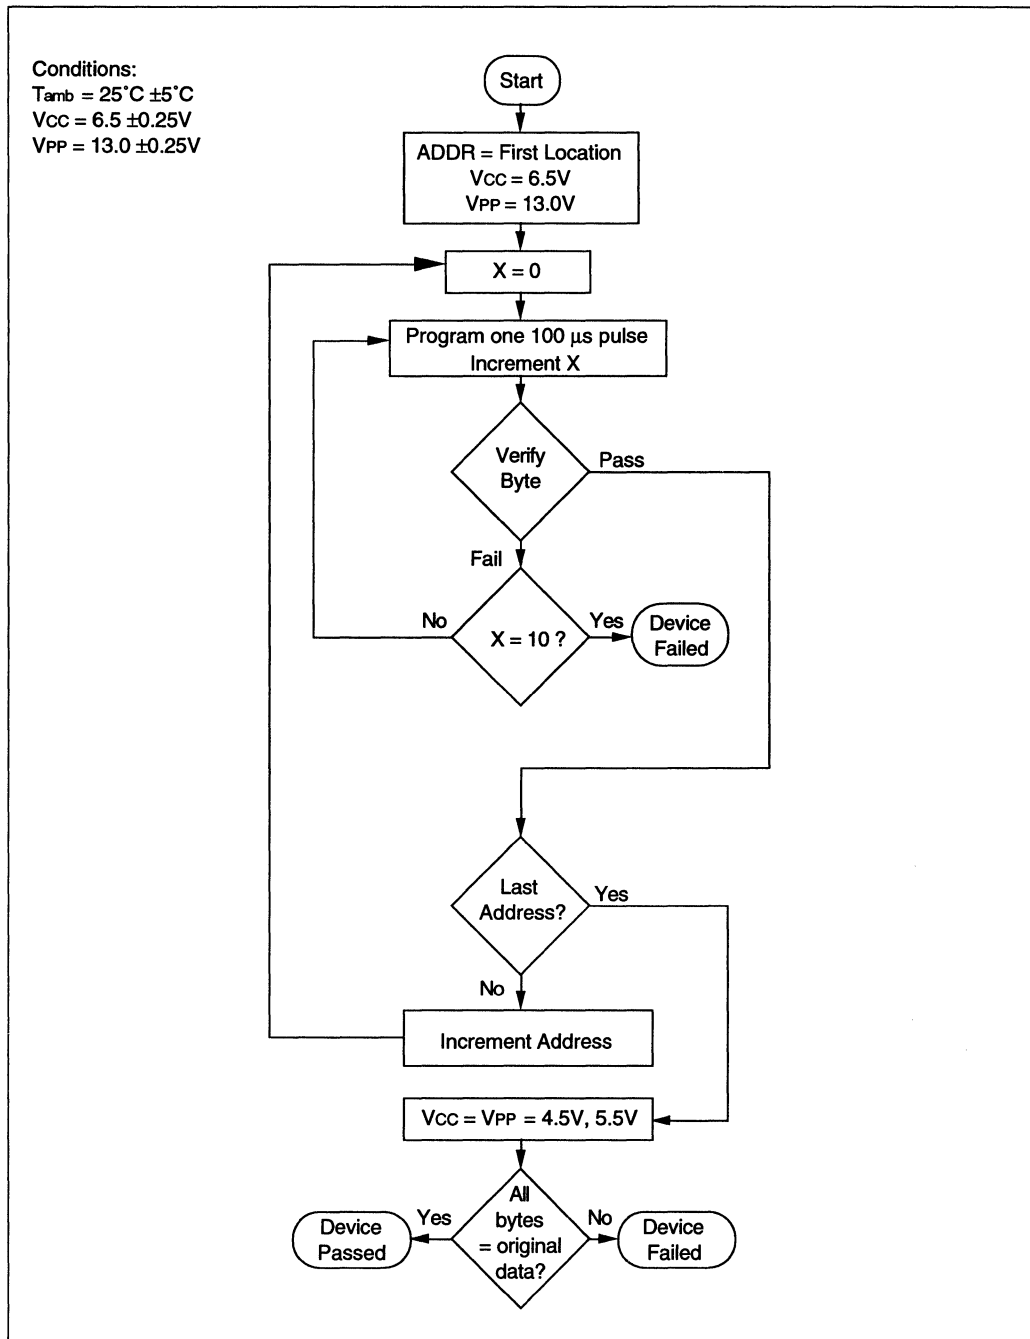 Conditions:
Tamb = 25˚C ±5˚C
VCC = 6.5 ±0.25V
VPP = 13.0 ±0.25V
Start
ADDR = First Location
VCC = 6.5V
VPP = 13.0V
X = 0
Program one 100 µs pulse
Increment X
Verify
Byte
Pass
Fail
X = 10 ?
No
Yes
Device
Failed
Last
Address?
Yes
No
Increment Address
VCC = VPP = 4.5V, 5.5V
All
bytes
= original
data?
Yes
Device
Passed
No
Device
Failed